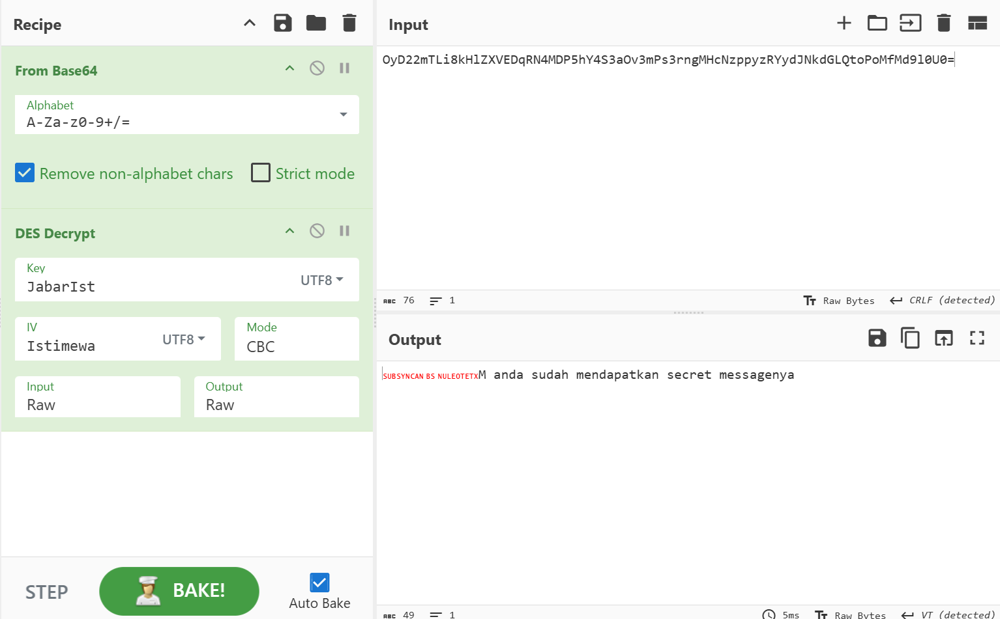 Recipe
From Base64
Alphabet
A-Za-z0-9+/=
Remove non-alphabet chars
Strict mode
DES Decrypt
Key
JabarIst
UTF8
IV
Istimewa
UTF8
Mode
CBC
Input
Raw
Output
Raw
STEP
BAKE!
Auto Bake
Input
OyD22mTLi8kHlZXVEDqRN4MDP5hY4S3aOv3mPs3rngMHcNzppyzRYydJNkdGLQtoPoMfMd9l0U0=
ABC 76 1
Raw Bytes CRLF (detected)
Output
SUBSYNCAN BS NULEOTETXM anda sudah mendapatkan secret messagenya
ABC 49 1
5ms Raw Bytes VT (detected)